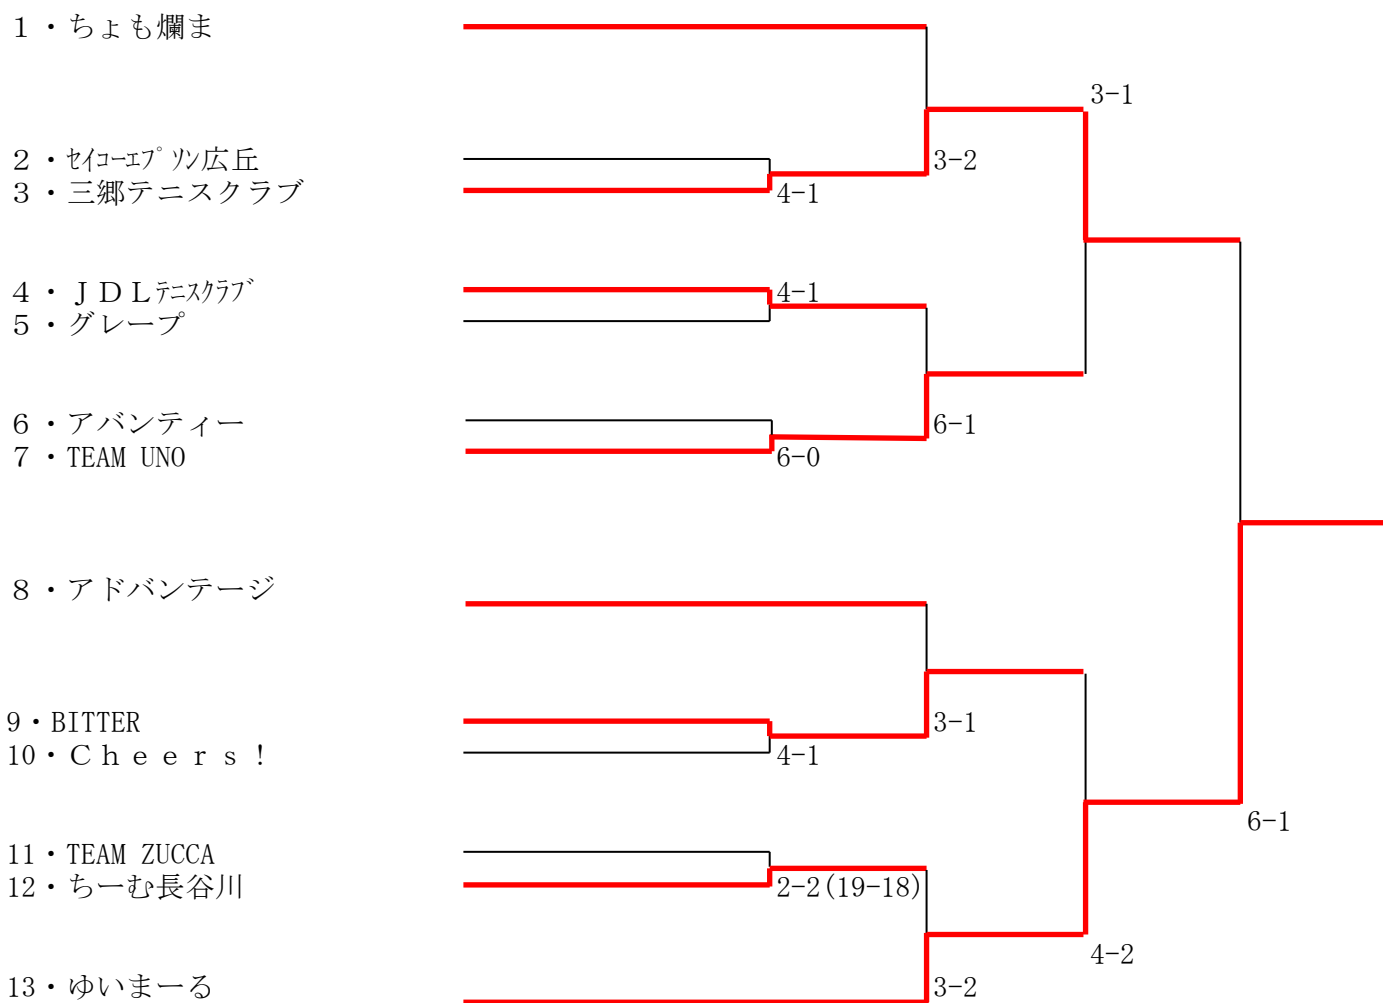 １・ちょも爛ま
3-1
２・ｾｲｺｰｴﾌﾟｿﾝ広丘
3-2
３・三郷テニスクラブ
4-1
４・ＪＤＬﾃﾆｽｸﾗﾌﾞ
4-1
５・グレープ
６・アバンティー
6-1
７・TEAM UNO
6-0
８・アドバンテージ
9・BITTER
3-1
10・Ｃｈｅｅｒｓ！
4-1
6-1
11・TEAM ZUCCA
12・ちーむ長谷川
2-2(19-18)
4-2
13・ゆいまーる
3-2